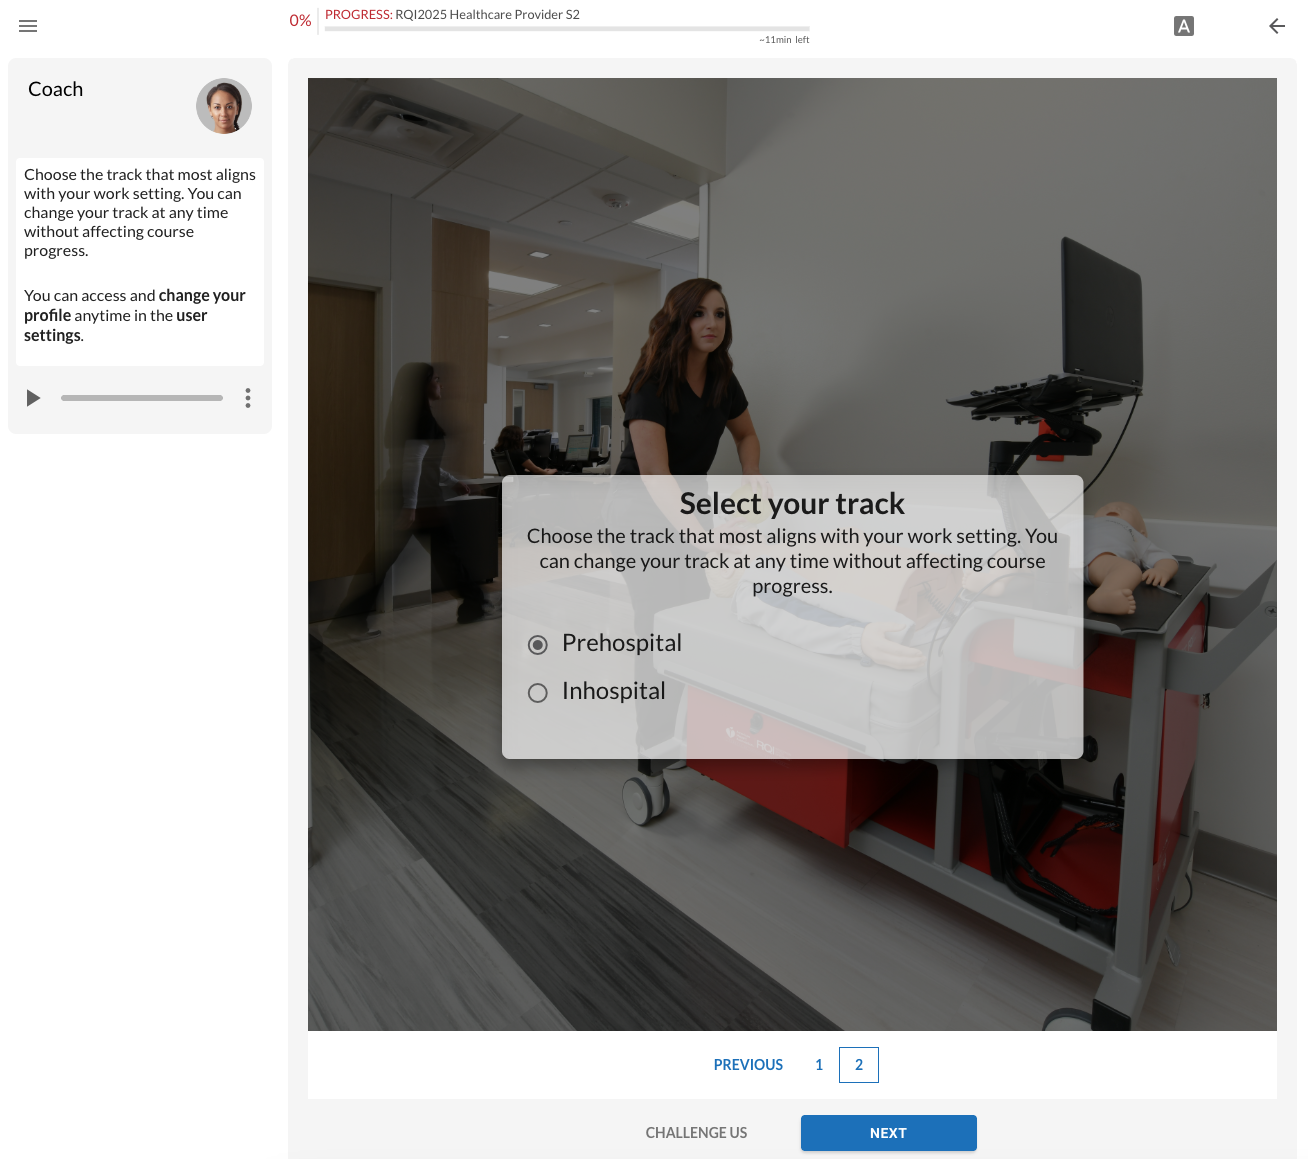 0%
PROGRESS: RQI2025 Healthcare Provider S2
~11min left
A
Coach
Choose the track that most aligns
with your work setting. You can
change your track at any time
without affecting course
progress.
You can access and change your
profile anytime in the user
settings.
Select your track
Choose the track that most aligns with your work setting. You
can change your track at any time without affecting course
progress.
Prehospital
Inhospital
PREVIOUS
1
2
CHALLENGE US
NEXT